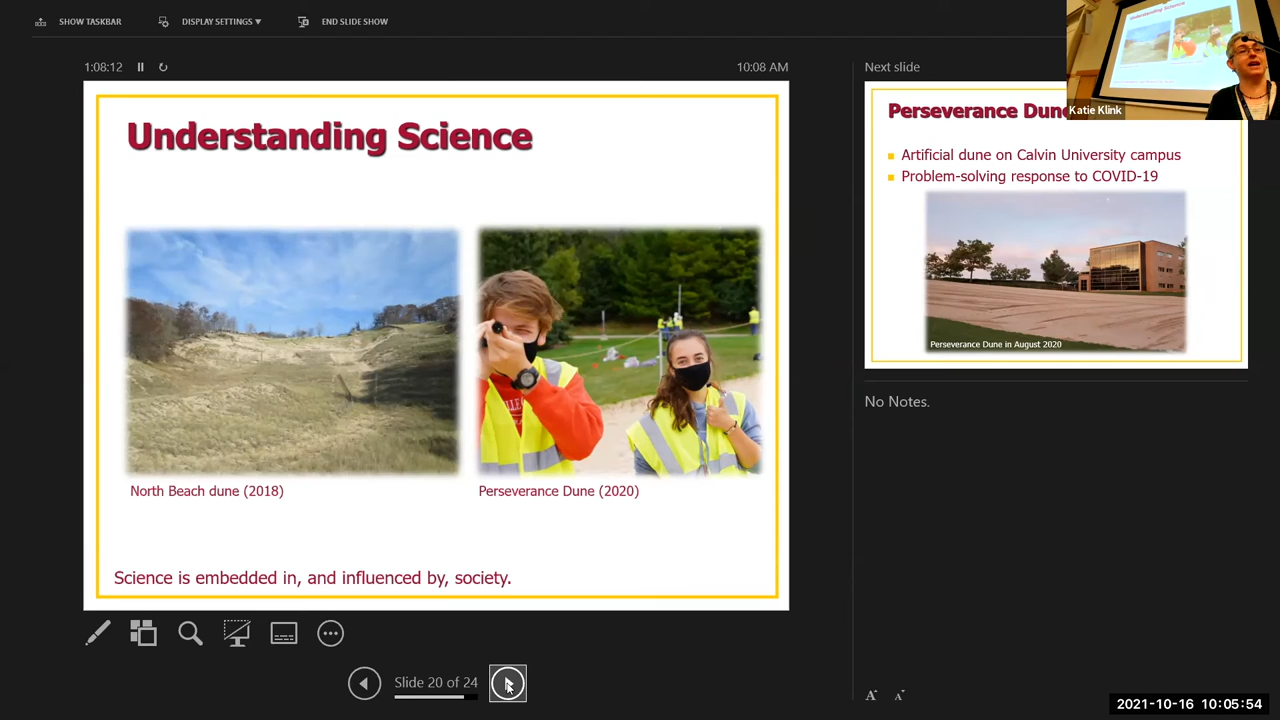 SHOW TASKBAR
DISPLAY SETTINGS ▼
END SLIDE SHOW
1:08:12
10:08 AM
Understanding Science
North Beach dune (2018)
Perseverance Dune (2020)
Science is embedded in, and influenced by, society.
Slide 20 of 24
Next slide
Katie Klink
Understanding Science
Perseverance
■ Artificial dune on Calvin University campus
■ Problem-solving response to COVID-19
Perseverance Dune in August 2020
No Notes.
A A
2021-10-16 10:05:54